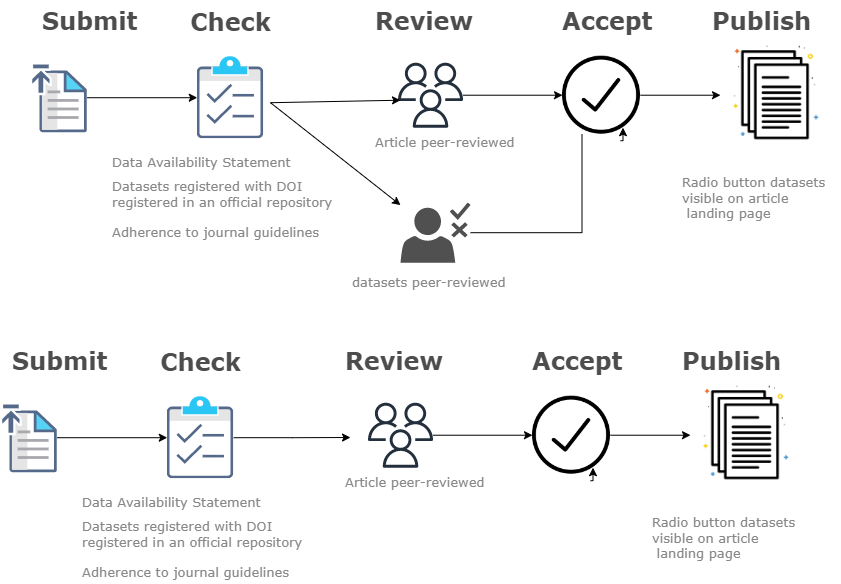 Submit
Check
Review
Accept
Publish
Article peer-reviewed
Data Availability Statement
Datasets registered with DOI
registered in an official repository
Adherence to journal guidelines
Radio button datasets
visible on article
landing page
datasets peer-reviewed
Submit
Check
Review
Accept
Publish
Article peer-reviewed
Data Availability Statement
Datasets registered with DOI
registered in an official repository
Adherence to journal guidelines
Radio button datasets
visible on article
landing page